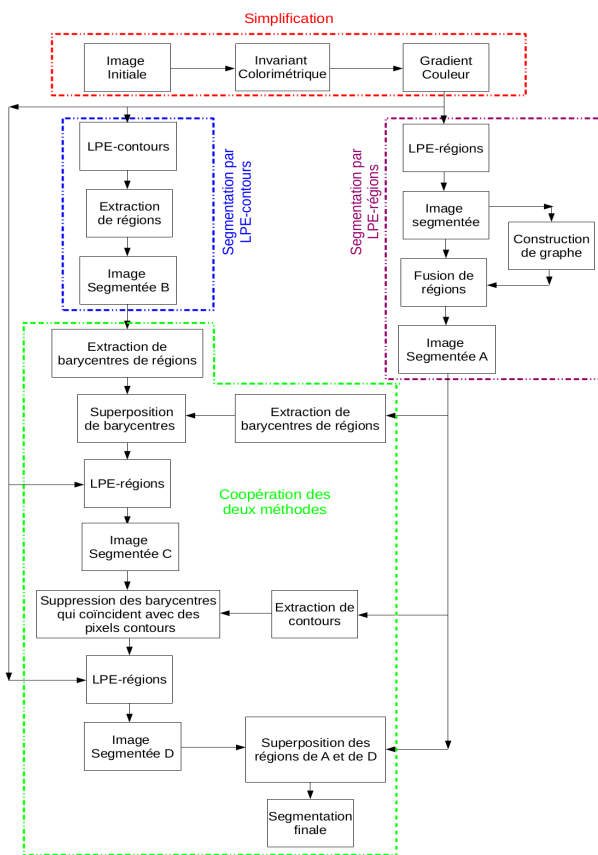 Simplification
Image
Initiale
Invariant
Colorimétrique
Gradient
Couleur
LPE-contours
Extraction
de régions
Image
Segmentée B
Segmentation par
LPE-contours
Segmentation par
LPE-régions
LPE-régions
Image
segmentée
Construction
de graphe
Fusion de
régions
Image
Segmentée A
Extraction de
barycentres de régions
Superposition
de barycentres
Extraction de
barycentres de régions
LPE-régions
Coopération des
deux méthodes
Image
Segmentée C
Suppression des barycentres
qui coïncident avec des
pixels contours
Extraction de
contours
LPE-régions
Image
Segmentée D
Superposition des
régions de A et de D
Segmentation
finale